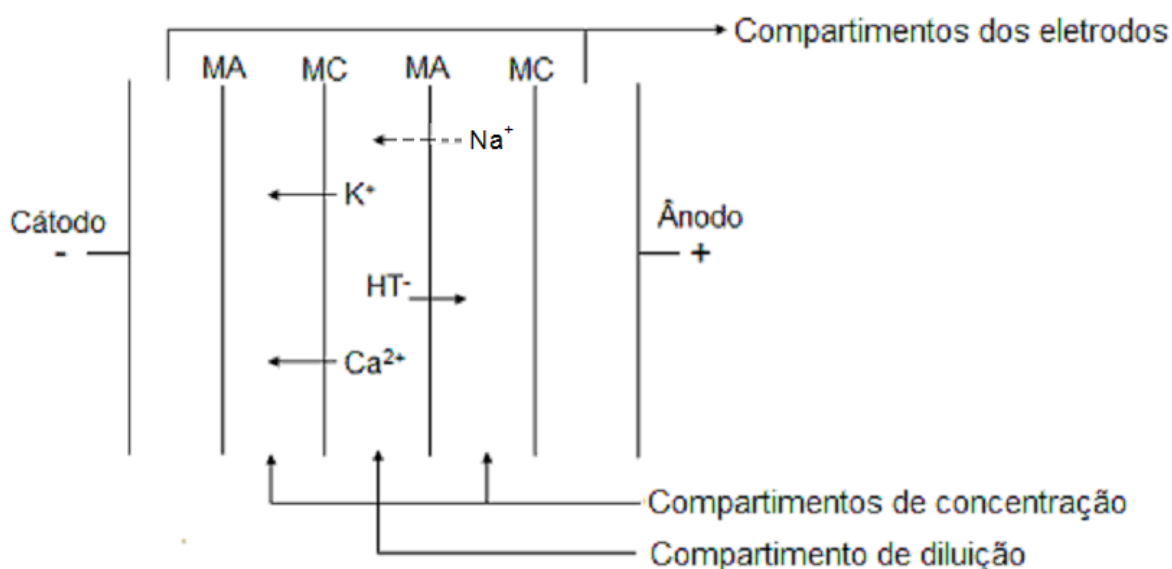 Compartimentos dos eletrodos
MA MC MA MC
Na⁺
K⁺
Cátodo
-
Ânodo
+
HT-
Ca²⁺
Compartimentos de concentração
Compartimento de diluição